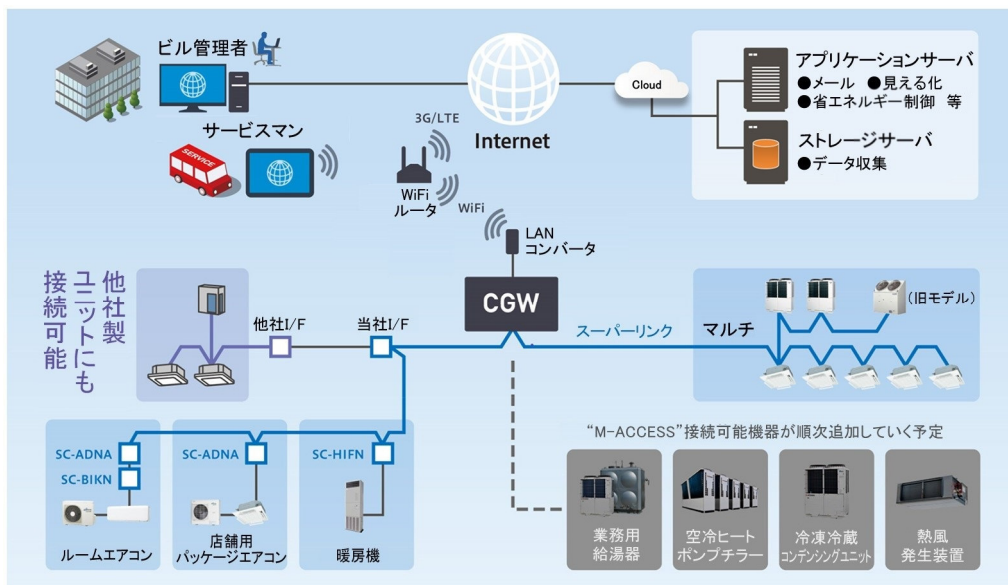 ビル管理者
サービスマン
SERVICE
3G/LTE
WiFi
ルータ
WiFi
Internet
Cloud
アプリケーションサーバ
●メール ●見える化
●省エネルギー制御 等
ストレージサーバ
●データ収集
LAN
コンバータ
CGW
他社製
ユニットにも
接続可能
他社I/F
当社I/F
スーパーリンク
マルチ
(旧モデル)
SC-ADNA
SC-BIKN
ルームエアコン
SC-ADNA
店舗用
パッケージエアコン
SC-HIFN
暖房機
“M-ACCESS”接続可能機器が順次追加していく予定
業務用
給湯器
空冷ヒート
ポンプチラー
冷凍冷蔵
コンデンシングユニット
熱風
発生装置